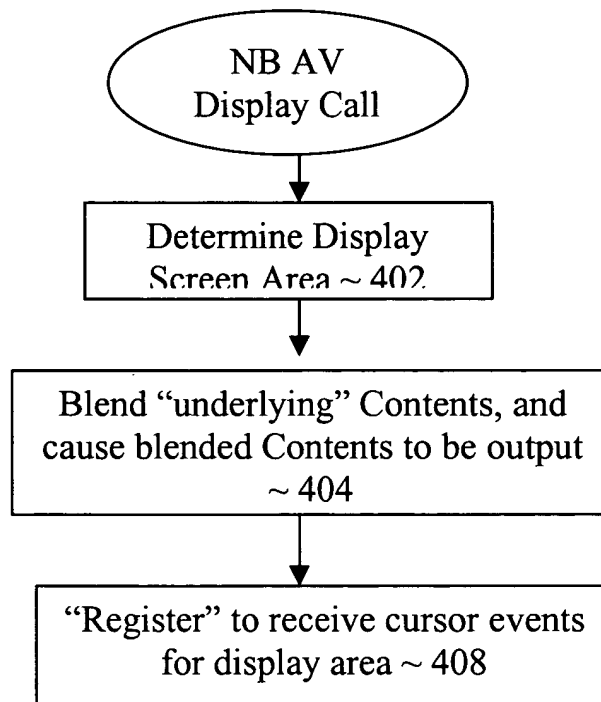 NB AV
Display Call
Determine Display
Screen Area ~ 402
Blend “underlying” Contents, and
cause blended Contents to be output
~ 404
“Register” to receive cursor events
for display area ~ 408